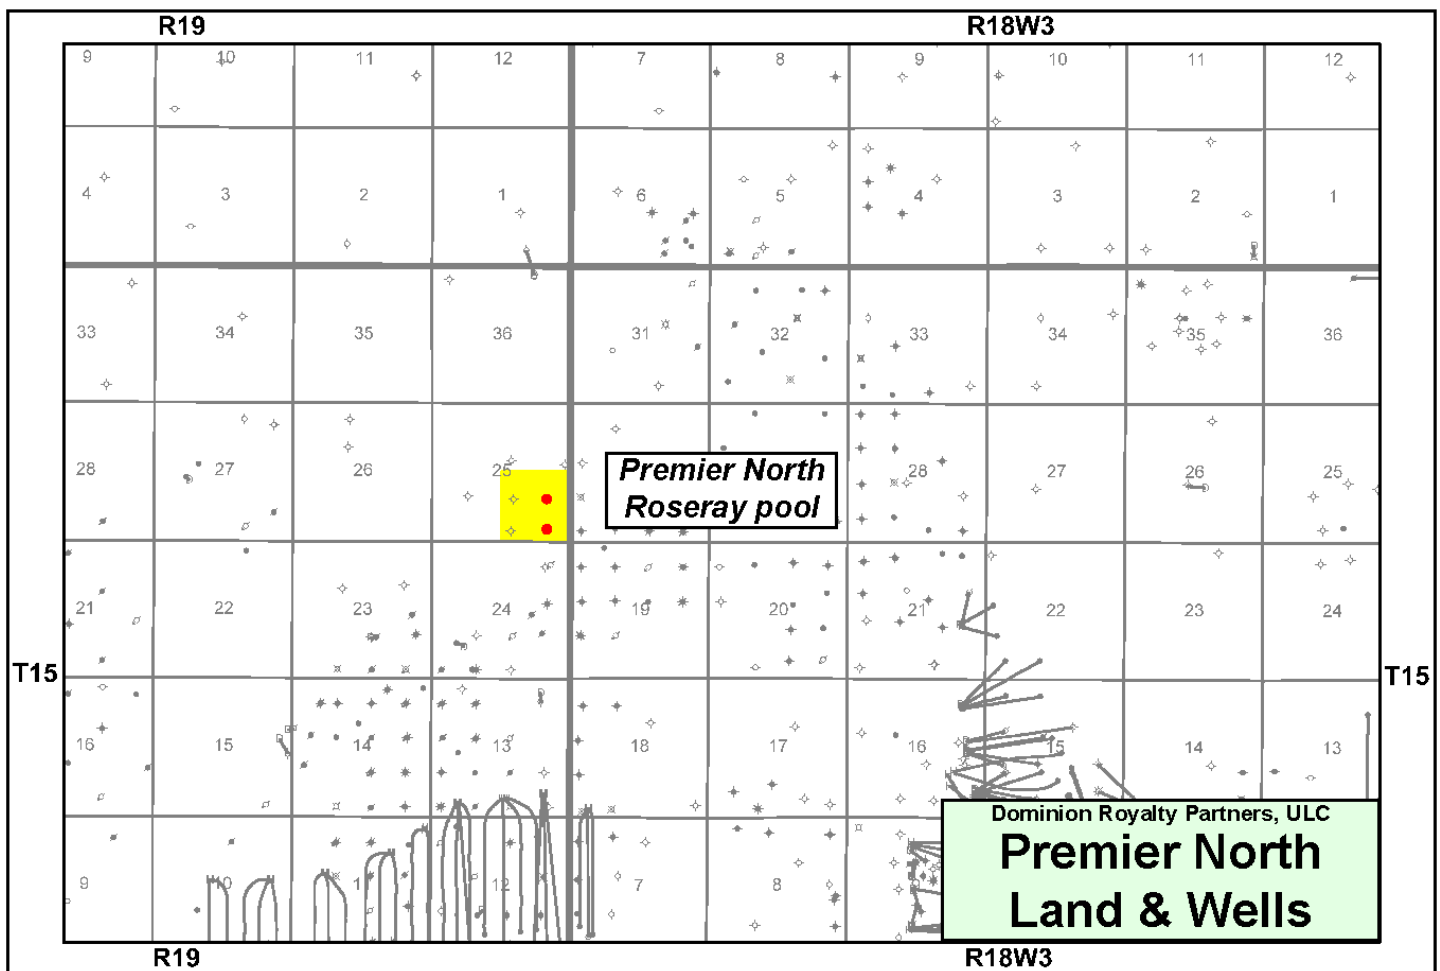 R19 R18W3
9 10 11 12 7 8 9 10 11 12
4 3 2 1 6 5 4 3 2 1
33 34 35 36 31 32 33 34 35 36
28 27 26 25 28 27 26 25
Premier North
Roseray pool
21 22 23 24 19 20 21 22 23 24
T15 T15
16 15 14 13 18 17 16 15 14 13
Dominion Royalty Partners, ULC
Premier North
Land & Wells
9 10 12 7 8
R19 R18W3